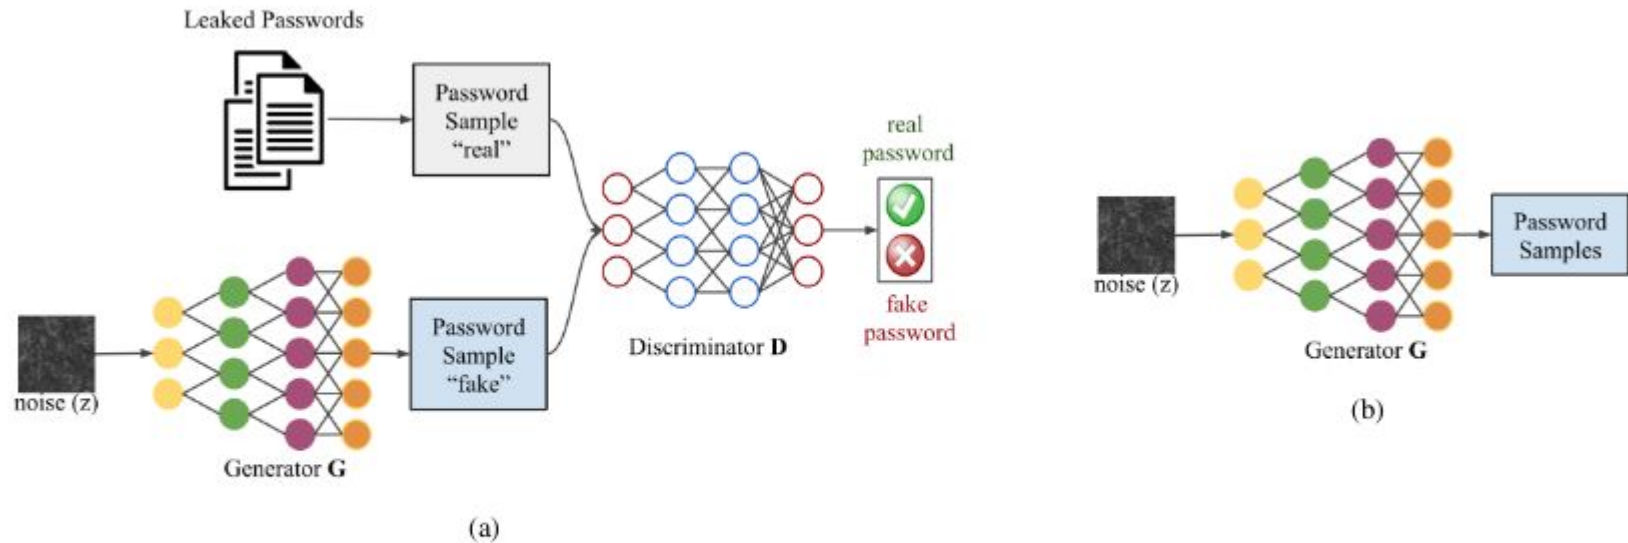 Leaked Passwords
Password
Sample
“real”
real
password
fake
password
Discriminator D
noise (z)
Password
Sample
“fake”
Generator G
(a)
noise (z)
Password
Samples
Generator G
(b)